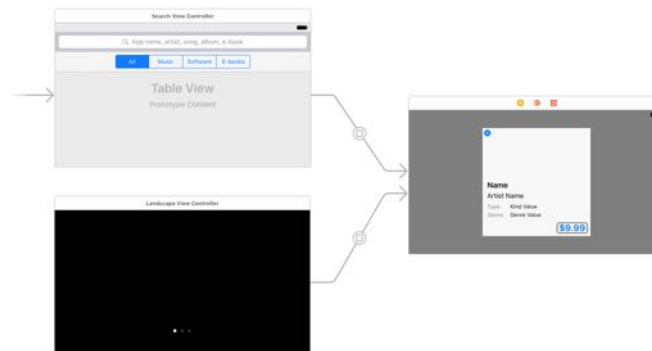 Search View Controller
App name, artist, song, album, e-book
All Music Software E-books
Table View
Prototype Content
Landscape View Controller
Name
Artist Name
Type: Kind Value
Genre: Genre Value
$9.99